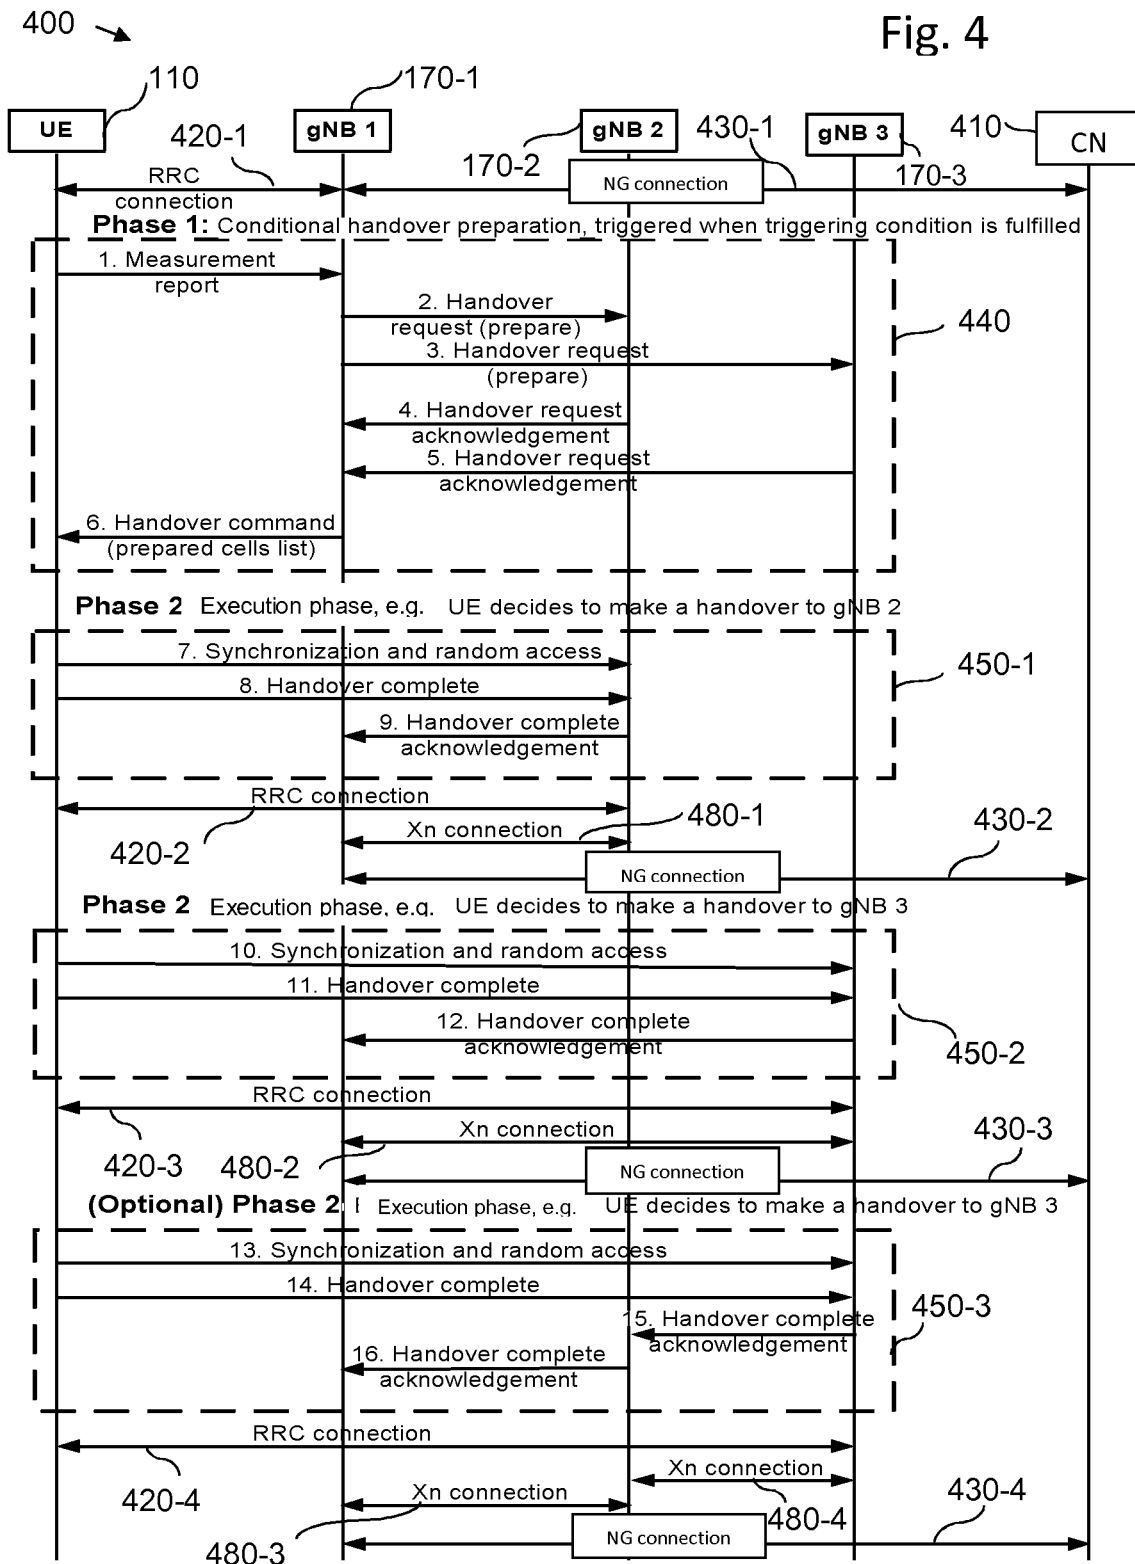 400
Fig. 4
110
170-1
UE
gNB 1
gNB 2
gNB 3
CN
420-1
170-2
430-1
170-3
410
RRC
connection
NG connection
Phase 1: Conditional handover preparation, triggered when triggering condition is fulfilled
1. Measurement
report
2. Handover
request (prepare)
440
3. Handover request
(prepare)
4. Handover request
acknowledgement
5. Handover request
acknowledgement
6. Handover command
(prepared cells list)
Phase 2 Execution phase, e.g. UE decides to make a handover to gNB 2
7. Synchronization and random access
450-1
8. Handover complete
9. Handover complete
acknowledgement
RRC connection
420-2
Xn connection
480-1
430-2
NG connection
Phase 2 Execution phase, e.g. UE decides to make a handover to gNB 3
10. Synchronization and random access
11. Handover complete
12. Handover complete
acknowledgement
450-2
RRC connection
420-3
Xn connection
480-2
430-3
NG connection
(Optional) Phase 2 Execution phase, e.g. UE decides to make a handover to gNB 3
13. Synchronization and random access
14. Handover complete
450-3
15. Handover complete
acknowledgement
16. Handover complete
acknowledgement
RRC connection
420-4
Xn connection
480-4
Xn connection
480-3
430-4
NG connection